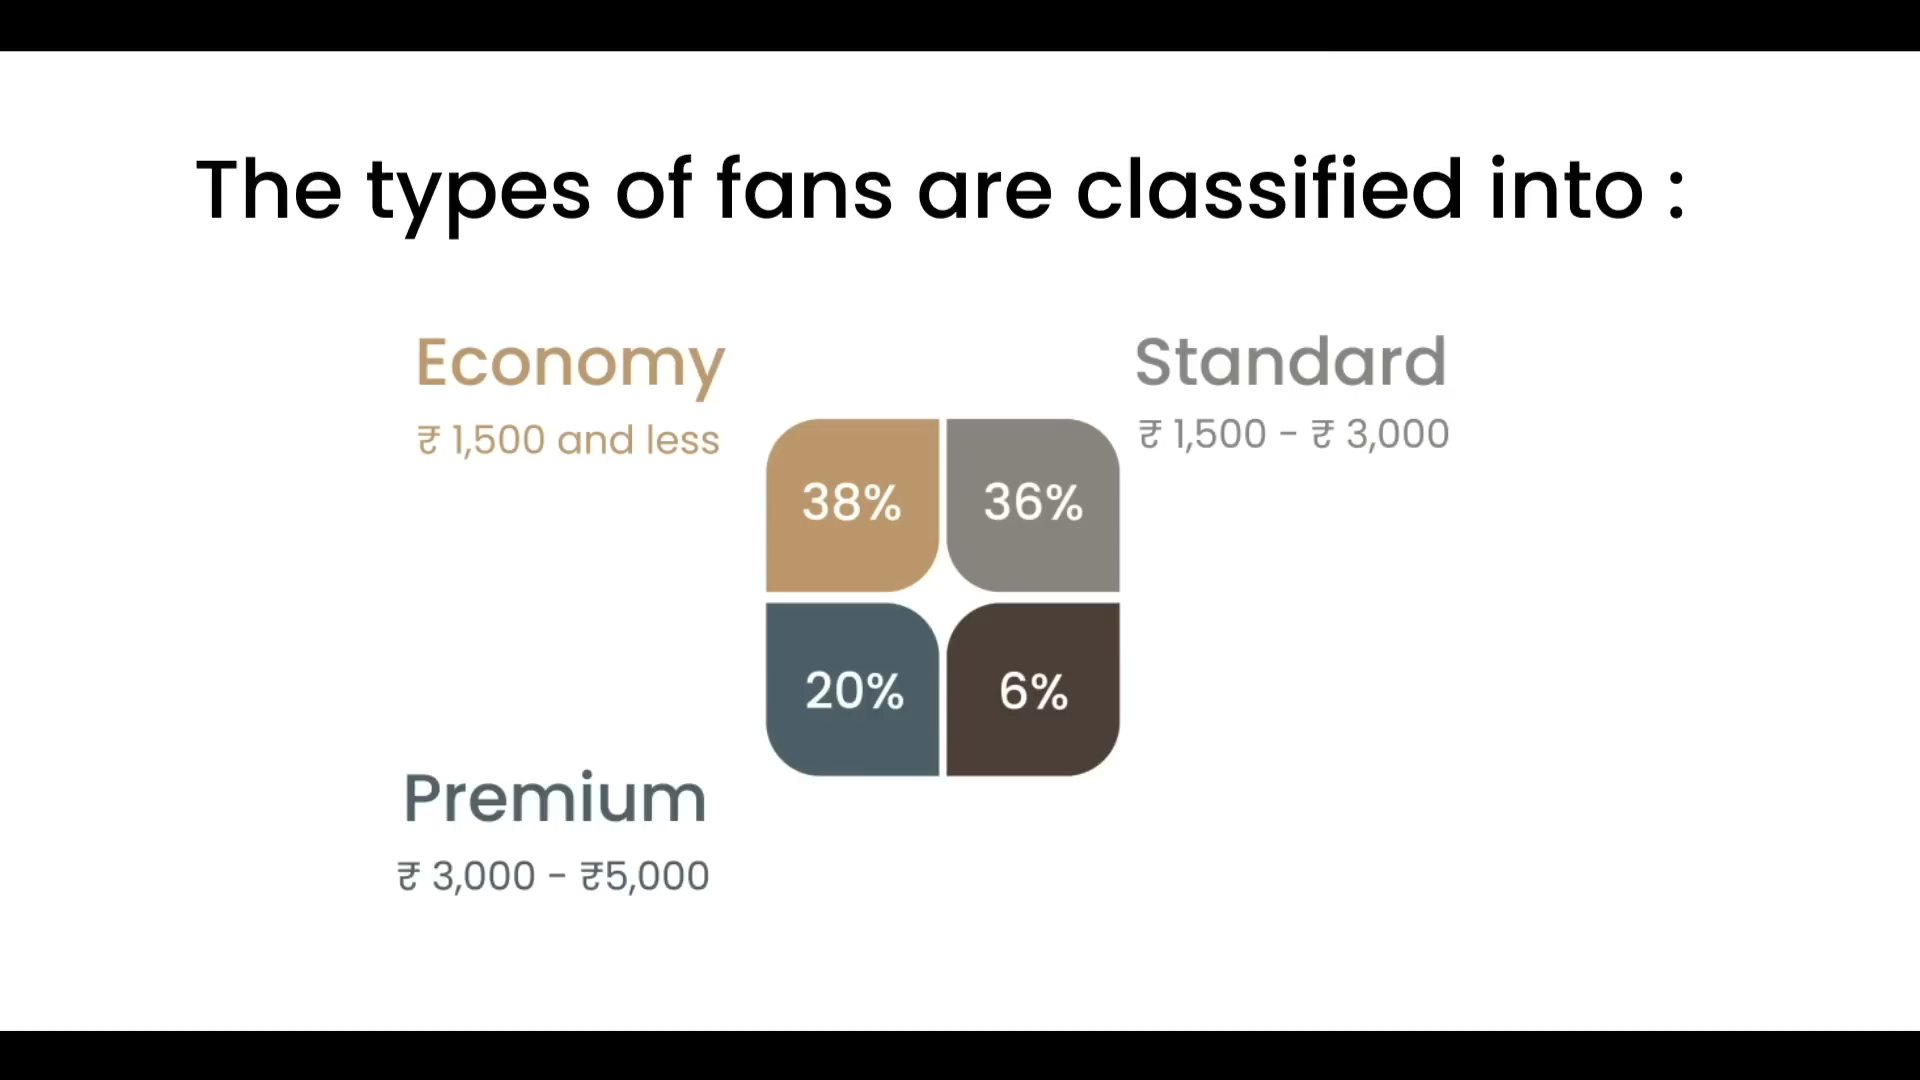 The types of fans are classified into :
Economy
₹ 1,500 and less
Standard
₹ 1,500 - ₹ 3,000
38%
36%
20%
6%
Premium
₹ 3,000 - ₹5,000